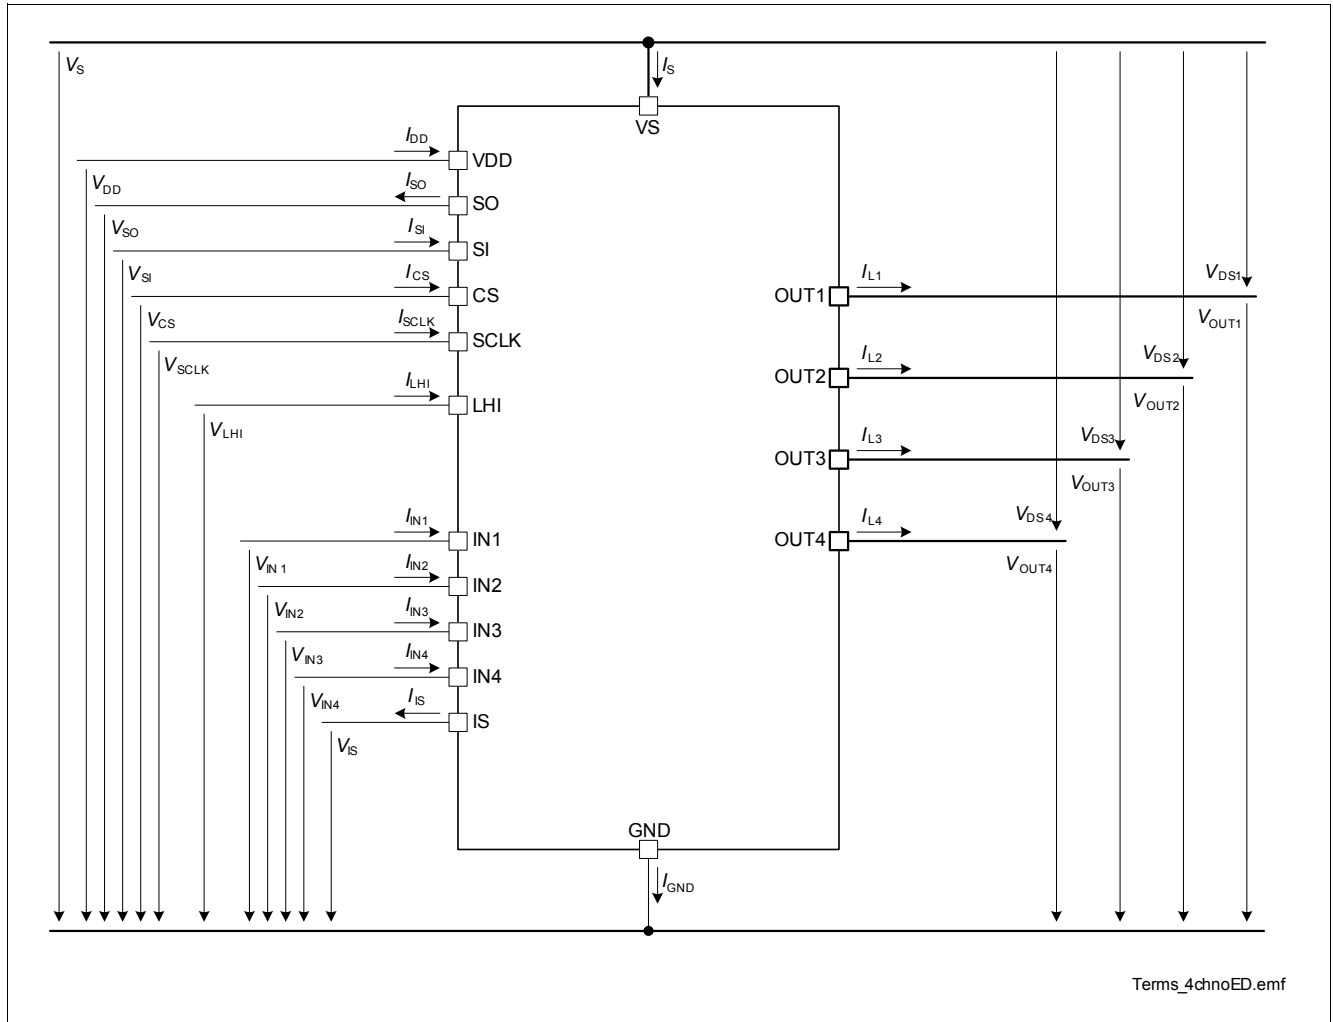 VS
IS
VS
IDD
VDD
VDD
ISO
SO
VSO
ISI
SI
VSI
ICS
CS
VCS
ISCLK
SCLK
VSCLK
ILHI
LHI
VLHI
IIN1
IN1
VIN 1
IIN2
IN2
VIN2
IIN3
IN3
VIN3
IIN4
IN4
VIN4
IIS
IS
VIS
OUT1
IL1
VDS1
VOUT1
OUT2
IL2
VDS2
VOUT2
OUT3
IL3
VDS3
VOUT3
OUT4
IL4
VDS4
VOUT4
GND
IGND
Terms_4chnoED.emf